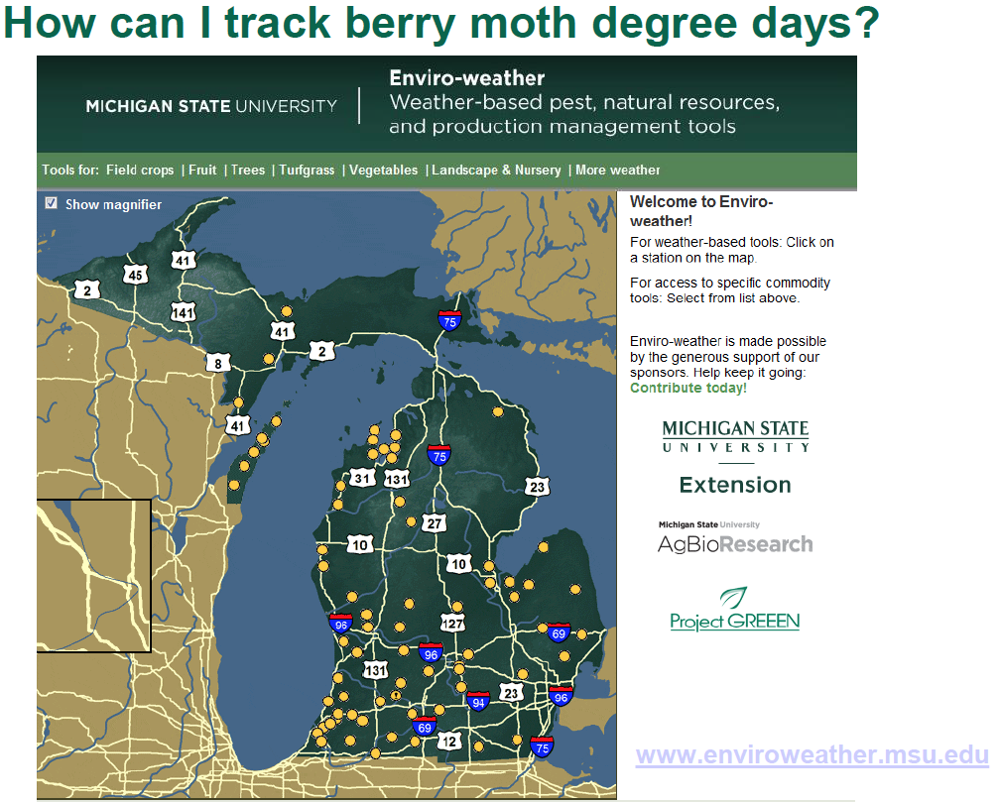 How can I track berry moth degree days?
MICHIGAN STATE UNIVERSITY
Enviro-weather
Weather-based pest, natural resources,
and production management tools
Tools for: Field crops | Fruit | Trees | Turfgrass | Vegetables | Landscape & Nursery | More weather
Show magnifier
Welcome to Enviro-
weather!
For weather-based tools: Click on
a station on the map.
For access to specific commodity
tools: Select from list above.
Enviro-weather is made possible
by the generous support of our
sponsors. Help keep it going:
Contribute today!
MICHIGAN STATE
UNIVERSITY
Extension
Michigan State University
AgBioResearch
Project GREEEN
41
45
2
141
75
41
2
8
41
75
31
131
23
27
10
10
96
127
69
96
131
23
96
94
69
12
75
www.enviroweather.msu.edu